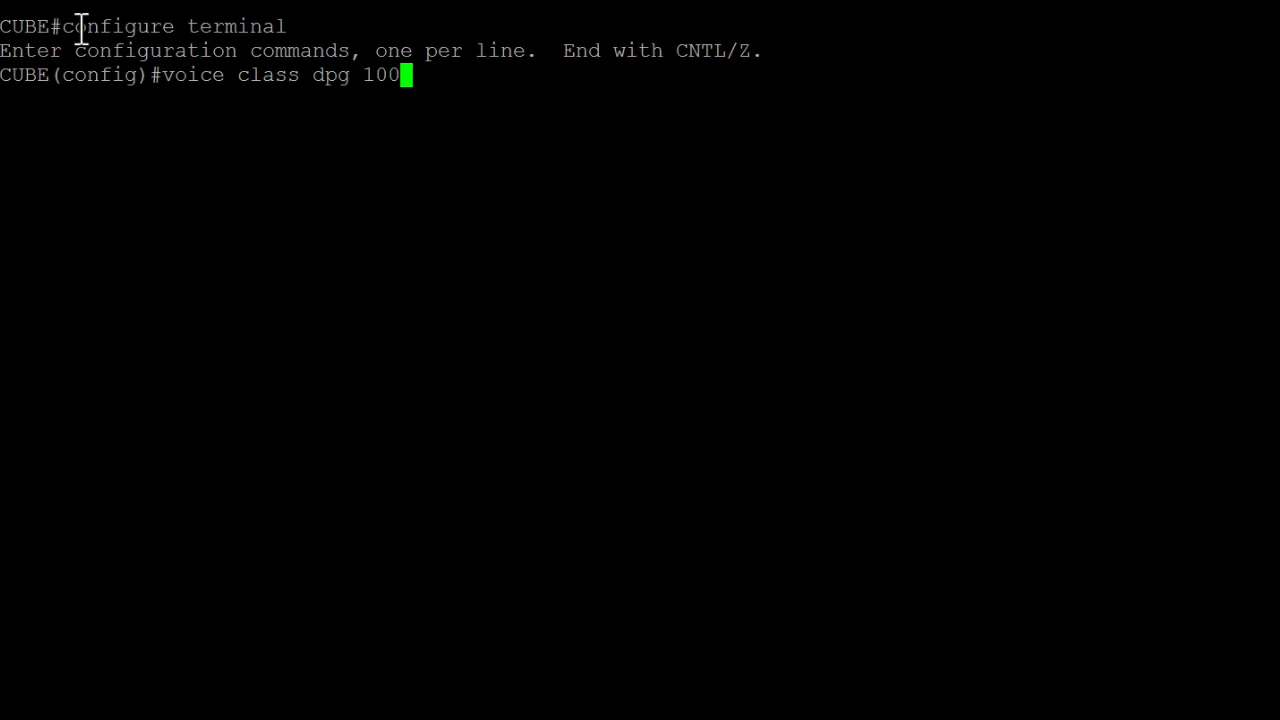 CUBE#configure terminal
Enter configuration commands, one per line.  End with CNTL/Z.
CUBE(config)#voice class dpg 100